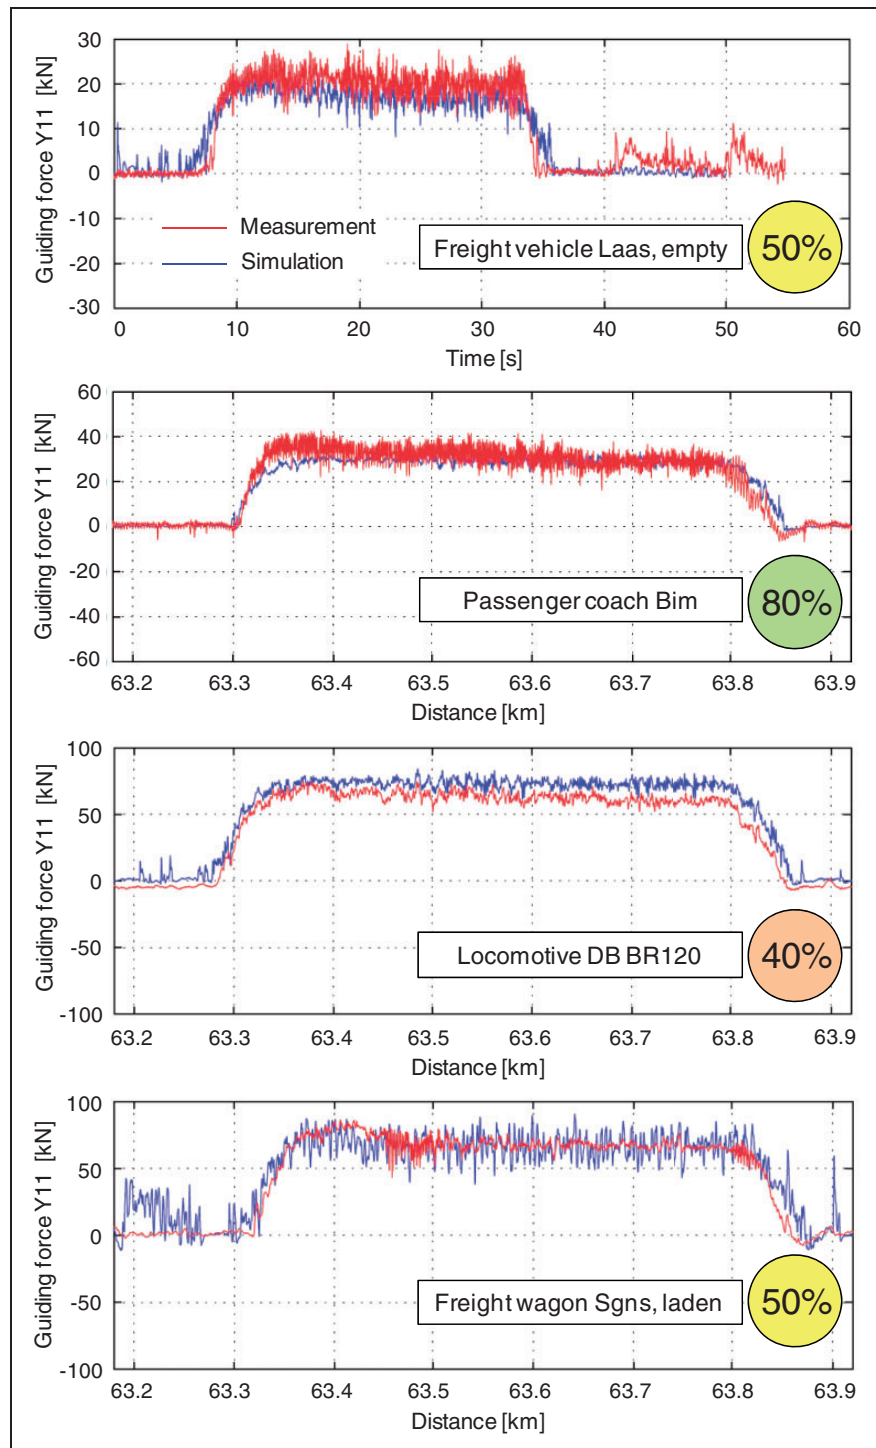 30
20
10
0
-10
-20
-30
Guiding force Y11 [kN]
Measurement
Simulation
Freight vehicle Laas, empty
50%
0 10 20 30 40 50 60
Time [s]
60
40
20
0
-20
-40
-60
Guiding force Y11 [kN]
Passenger coach Bim
80%
63.2 63.3 63.4 63.5 63.6 63.7 63.8 63.9
Distance [km]
100
50
0
-50
-100
Guiding force Y11 [kN]
Locomotive DB BR120
40%
63.2 63.3 63.4 63.5 63.6 63.7 63.8 63.9
Distance [km]
100
50
0
-50
-100
Guiding force Y11 [kN]
Freight wagon Sgns, laden
50%
63.2 63.3 63.4 63.5 63.6 63.7 63.8 63.9
Distance [km]